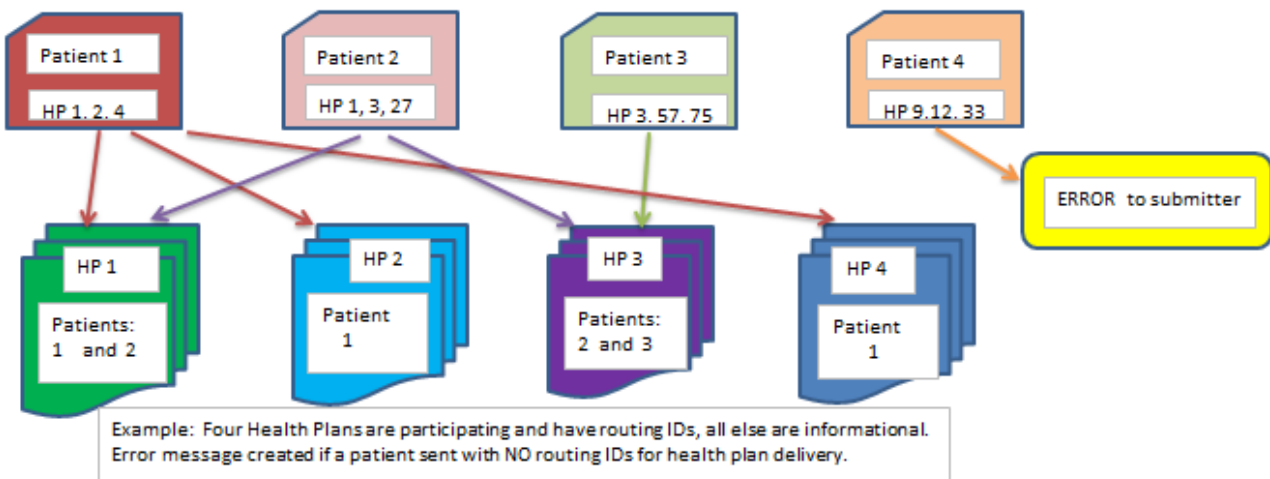 Patient 1
HP 1. 2. 4
Patient 2
HP 1, 3, 27
Patient 3
HP 3. 57. 75
Patient 4
HP 9.12. 33
ERROR to submitter
HP 1
Patients:
1 and 2
HP 2
Patient
1
HP 3
Patients:
2 and 3
HP 4
Patient
1
Example: Four Health Plans are participating and have routing IDs, all else are informational.
Error message created if a patient sent with NO routing IDs for health plan delivery.